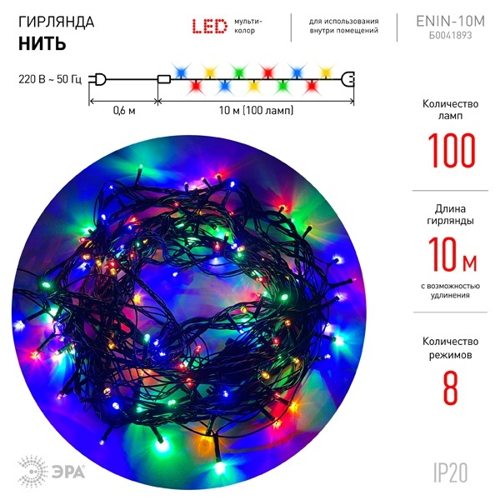 ГИРЛЯНДА
НИТЬ
LED мульти-
колор
для использования
внутри помещений
ENIN-10M
Б0041893
220 В ~ 50 Гц
0,6 м
10 м (100 ламп)
Количество
ламп
100
Длина
гирлянды
10 м
с возможностью
удлинения
Количество
режимов
8
ЭРА
IP20